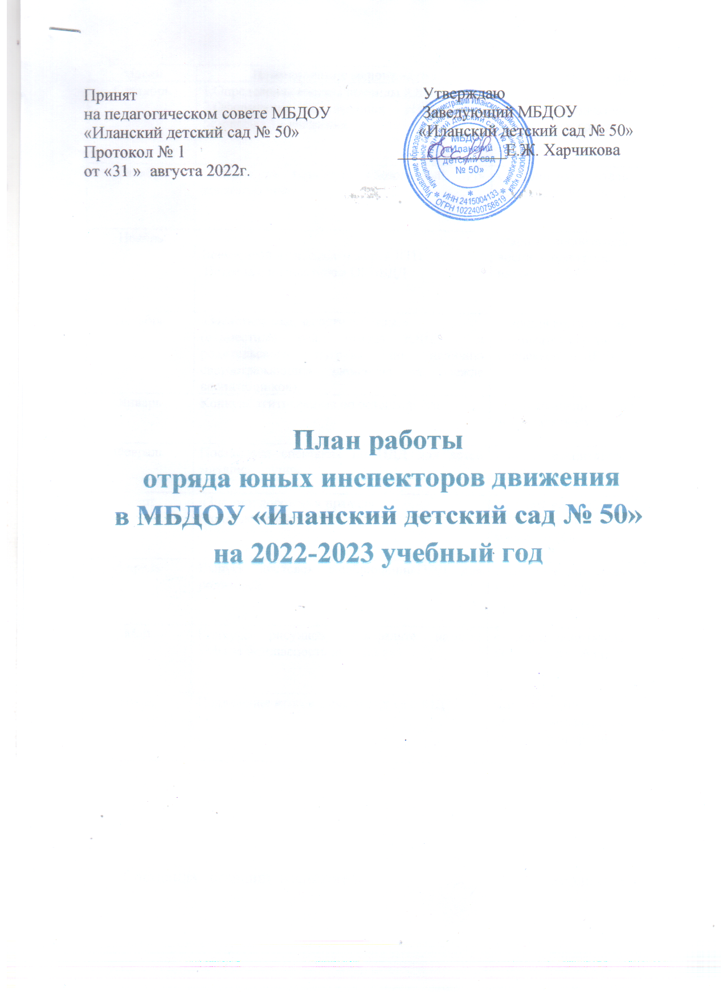 Принят
на педагогическом совете МБДОУ
«Иланский детский сад № 50»
Протокол № 1
от «31 » августа 2022г.
Утверждаю
Заведующий МБДОУ
«Иланский детский сад № 50»
Е.Ж. Харчикова
МБДОУ
«Иланский
детский сад
№ 50»
ИНН 2415004133
ОГРН 1022400758819
План работы
отряда юных инспекторов движения
в МБДОУ «Иланский детский сад № 50»
на 2022-2023 учебный год